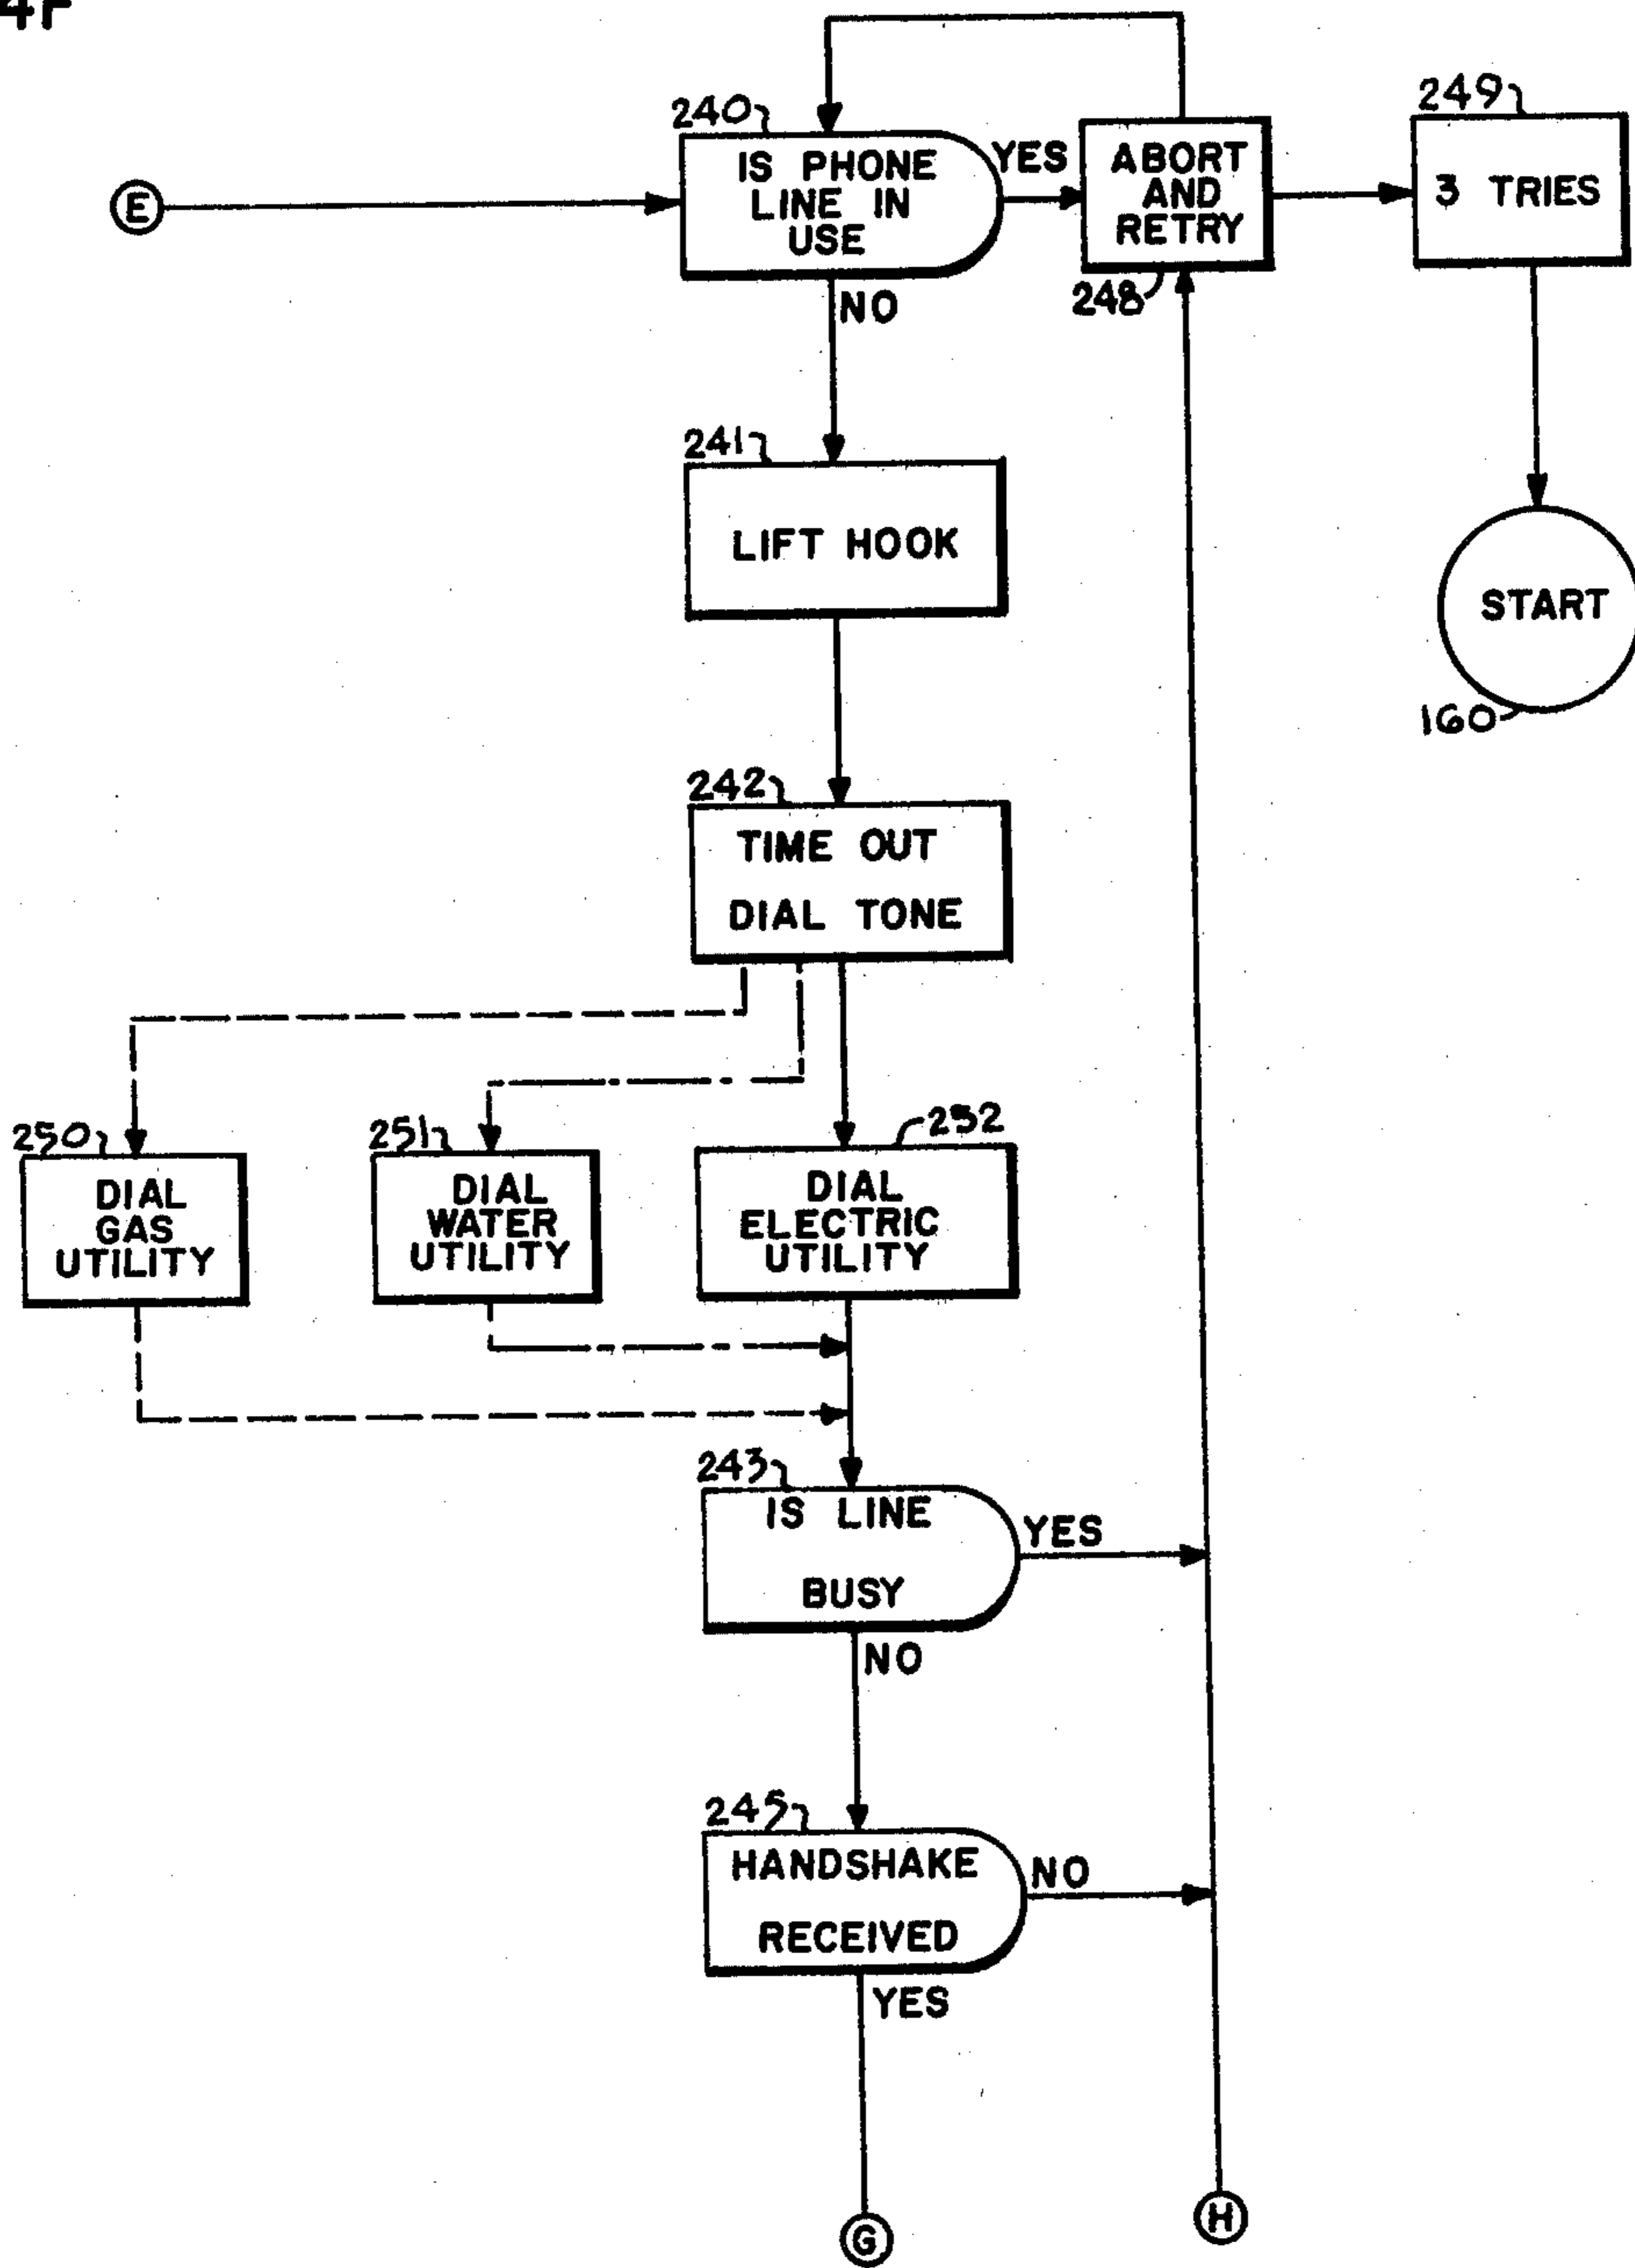 4F
240
IS PHONE
LINE IN
USE
YES
ABORT
AND
RETRY
248
249
3 TRIES
E
NO
241
LIFT HOOK
START
160
242
TIME OUT
DIAL TONE
250
DIAL
GAS
UTILITY
251
DIAL
WATER
UTILITY
252
DIAL
ELECTRIC
UTILITY
243
IS LINE
BUSY
YES
NO
245
HANDSHAKE
RECEIVED
NO
YES
G
H